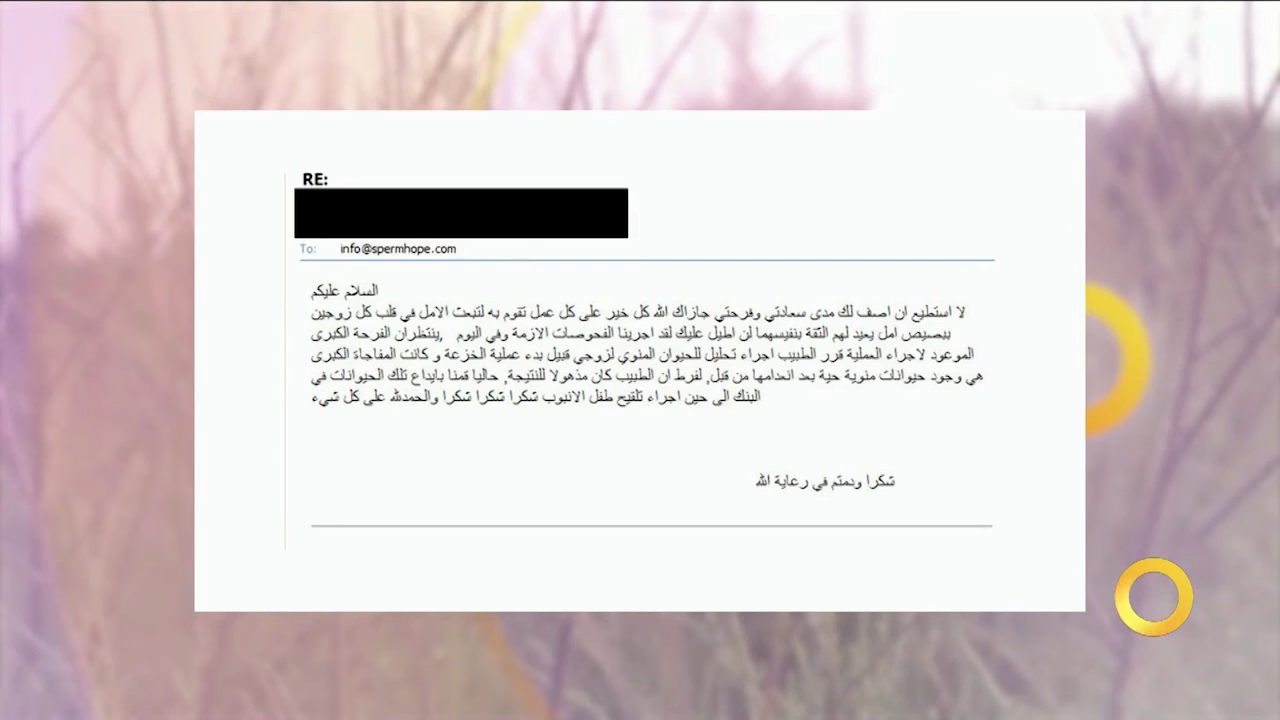 RE:
To: info@spermhope.com
السلام عليكم
لا استطيع ان اصف لك مدى سعادتي وفرحتي جازاك الله كل خير على كل عمل تقوم به لتبعث الامل في قلب كل زوجين
ببصيص امل يعيد لهم الثقة بنفيسهما لن اطيل عليك لقد اجرينا الفحوصات الازمة وفي اليوم ,ينتظران الفرحة الكبرى
الموعود لاجراء العملية قرر الطبيب اجراء تحليل للحيوان المنوي لزوجي قبيل بدء عملية الخزعة و كانت المفاجاة الكبرى
هي وجود حيوانات منوية حية بعد انعدامها من قبل, لفرط ان الطبيب كان مذهولا للنتيجة, حاليا قمنا بايداع تلك الحيوانات في
البنك الى حين اجراء تلقيح طفل الانبوب شكرا شكرا شكرا والحمدلله على كل شيء
شكرا ودمتم في رعاية الله